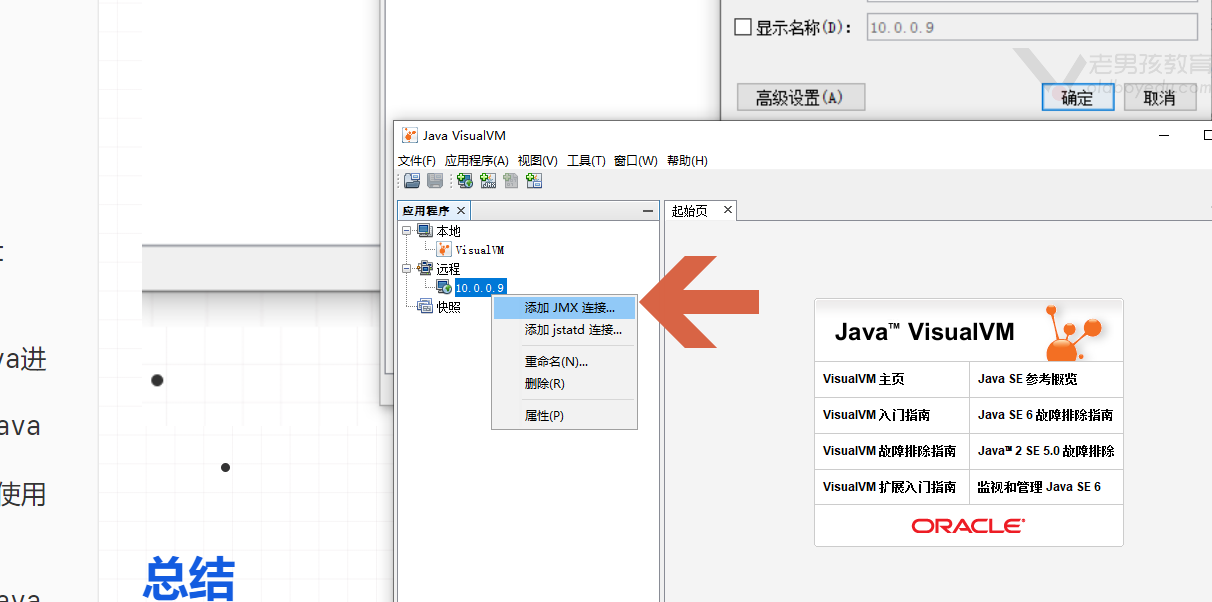 显示名称(D):
10.0.0.9
老男孩教育
oldboyedu.com
高级设置(A)
确定
取消
Java VisualVM
文件(F) 应用程序(A) 视图(V) 工具(T) 窗口(W) 帮助(H)
应用程序
起始页
本地
VisualVM
远程
10.0.0.9
快照
添加 JMX 连接...
添加 jstatd 连接...
重命名(N)...
删除(R)
属性(P)
Java™ VisualVM
VisualVM 主页
Java SE 参考概览
VisualVM 入门指南
Java SE 6 故障排除指南
VisualVM 故障排除指南
Java™ 2 SE 5.0 故障排除
VisualVM 扩展入门指南
监视和管理 Java SE 6
ORACLE
va进
ava
使用
总结
ava